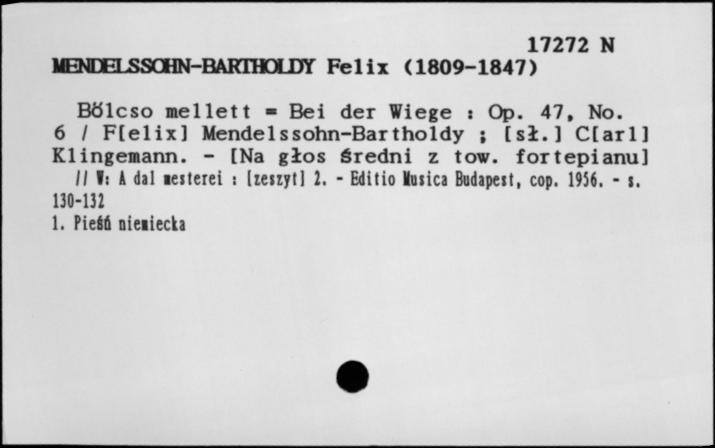 17272 N
MENDELSSOHN-BARTHOLDY Felix (1809-1847)
Bölcso mellett = Bei der Wiege : Op. 47, No.
6 / F[elix] Mendelssohn-Bartholdy ; [sł.] C[arl]
Klingemann. - [Na głos średni z tow. fortepianu]
// W: A dal mesterei : [zeszyt] 2. - Editio Musica Budapest, cop. 1956. - s.
130-132
1. Pieśń niemiecka